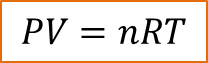 PV = nRT